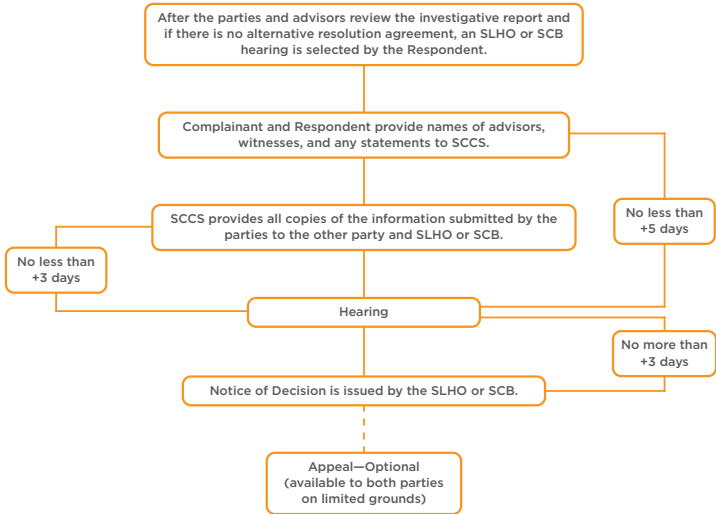 After the parties and advisors review the investigative report and
if there is no alternative resolution agreement, an SLHO or SCB
hearing is selected by the Respondent.
Complainant and Respondent provide names of advisors,
witnesses, and any statements to SCCS.
No less than
+5 days
SCCS provides all copies of the information submitted by the
parties to the other party and SLHO or SCB.
No less than
+3 days
Hearing
No more than
+3 days
Notice of Decision is issued by the SLHO or SCB.
Appeal—Optional
(available to both parties
on limited grounds)